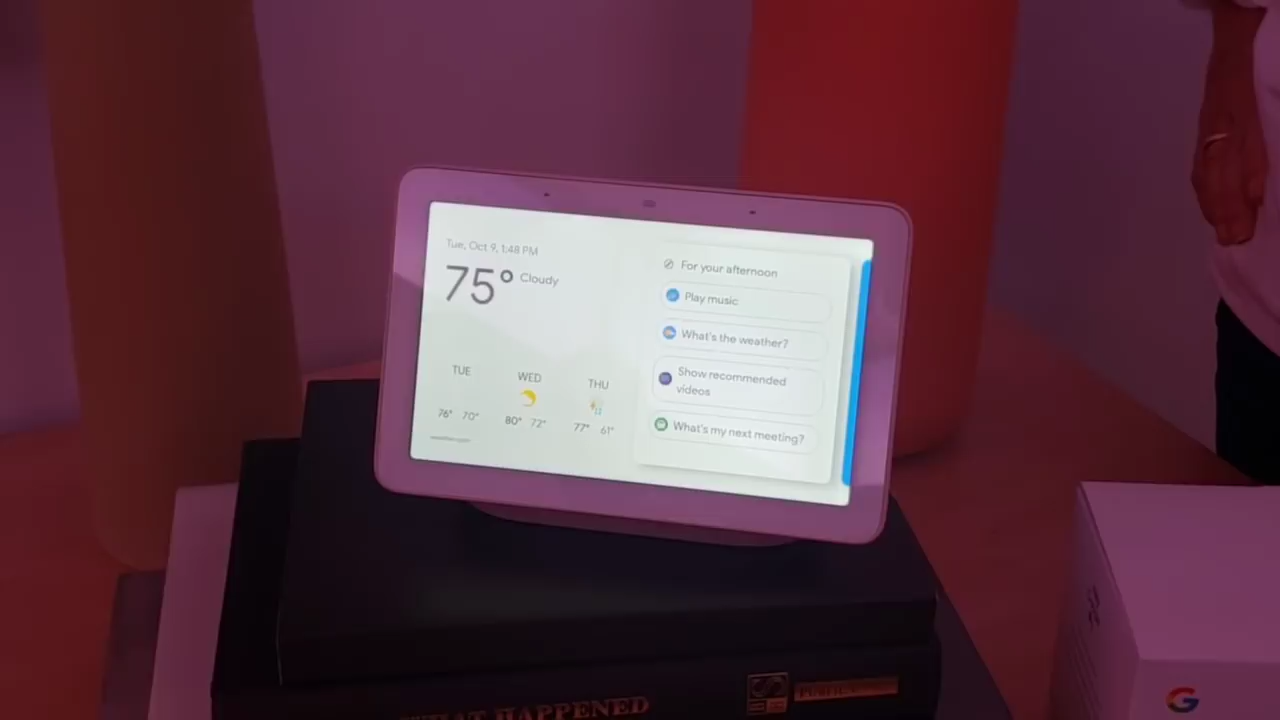 Tue, Oct 9, 1:48 PM
75° Cloudy
TUE
WED
THU
76° 70°
80° 72°
77° 61°
For your afternoon
Play music
What's the weather?
Show recommended
videos
What's my next meeting?
WHAT HAPPENED
G